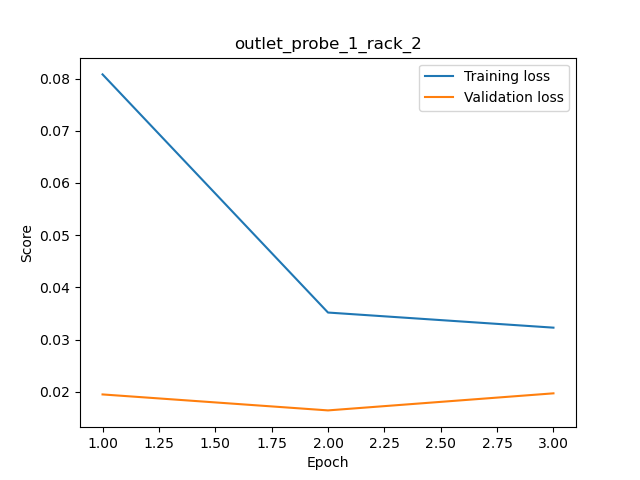 outlet_probe_1_rack_2
Training loss
Validation loss
Score
0.08
0.07
0.06
0.05
0.04
0.03
0.02
1.00 1.25 1.50 1.75 2.00 2.25 2.50 2.75 3.00
Epoch